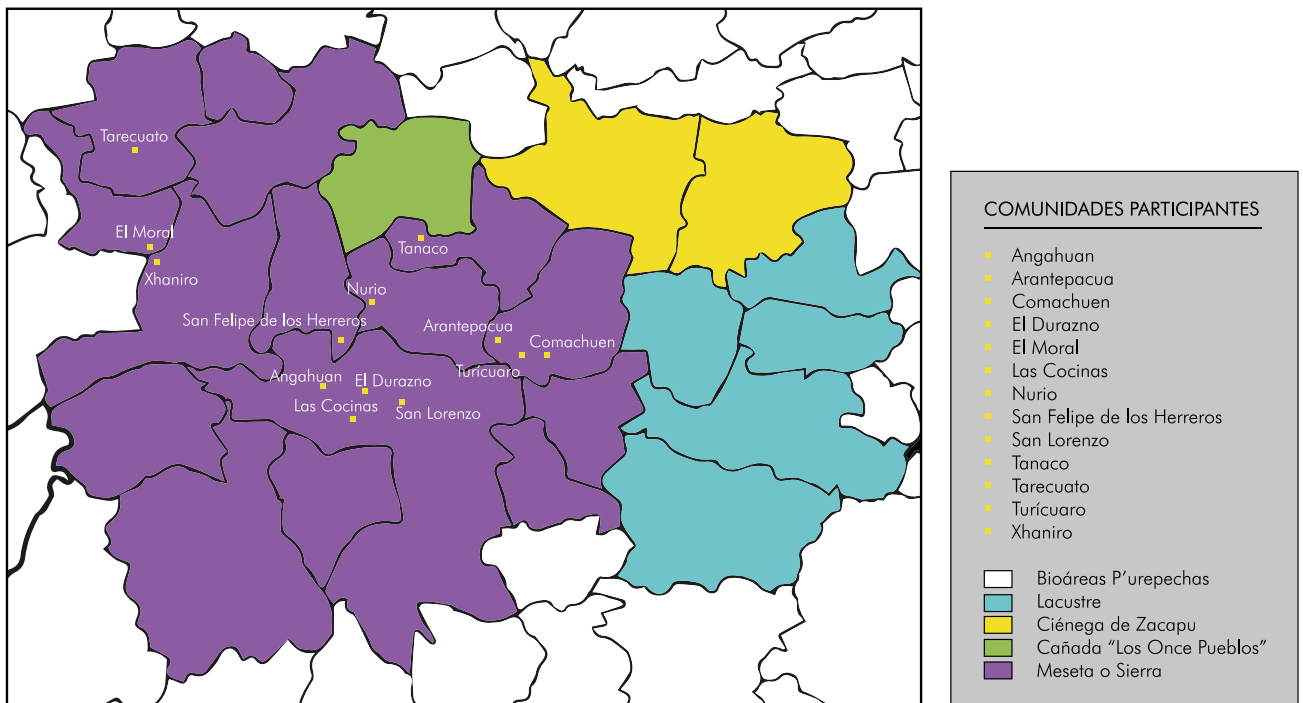 Tarecuato
El Moral
Xhaniro
Tanaco
Nurio
San Felipe de los Herreros
Arantepacua
Comachuen
Turícuaro
Angahuan
El Durazno
Las Cocinas
San Lorenzo
COMUNIDADES PARTICIPANTES
Angahuan
Arantepacua
Comachuen
El Durazno
El Moral
Las Cocinas
Nurio
San Felipe de los Herreros
San Lorenzo
Tanaco
Tarecuato
Turícuaro
Xhaniro
Bioáreas P'urepechas
Lacustre
Ciénega de Zacapu
Cañada “Los Once Pueblos”
Meseta o Sierra